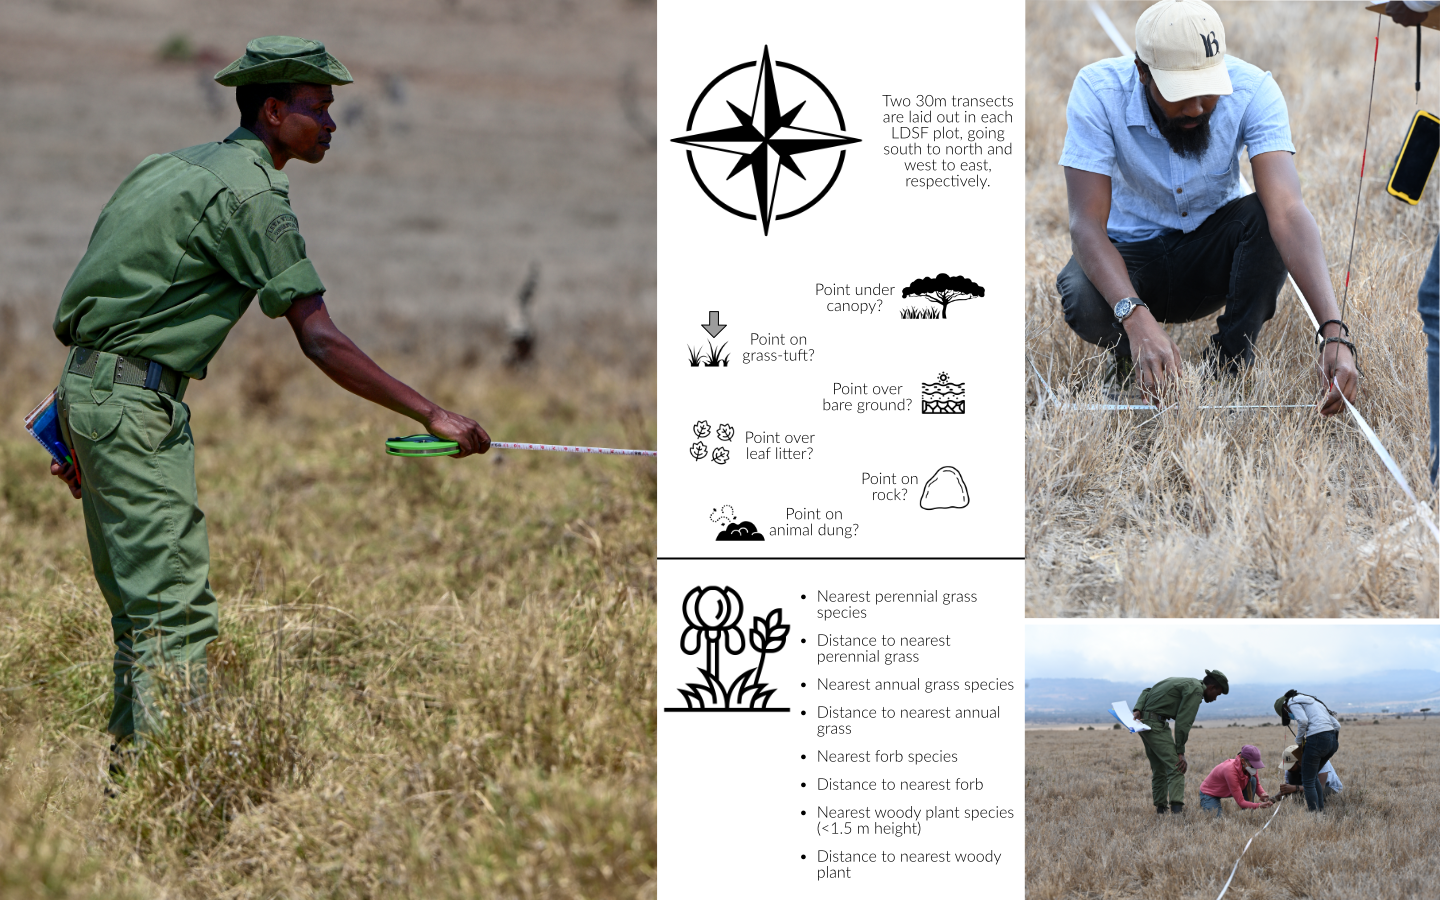 Two 30m transects
are laid out in each
LDSF plot, going
south to north and
west to east,
respectively.
Point under
canopy?
Point on
grass-tuft?
Point over
bare ground?
Point over
leaf litter?
Point on
rock?
Point on
animal dung?
• Nearest perennial grass
species
• Distance to nearest
perennial grass
• Nearest annual grass species
• Distance to nearest annual
grass
• Nearest forb species
• Distance to nearest forb
• Nearest woody plant species
(<1.5 m height)
• Distance to nearest woody
plant